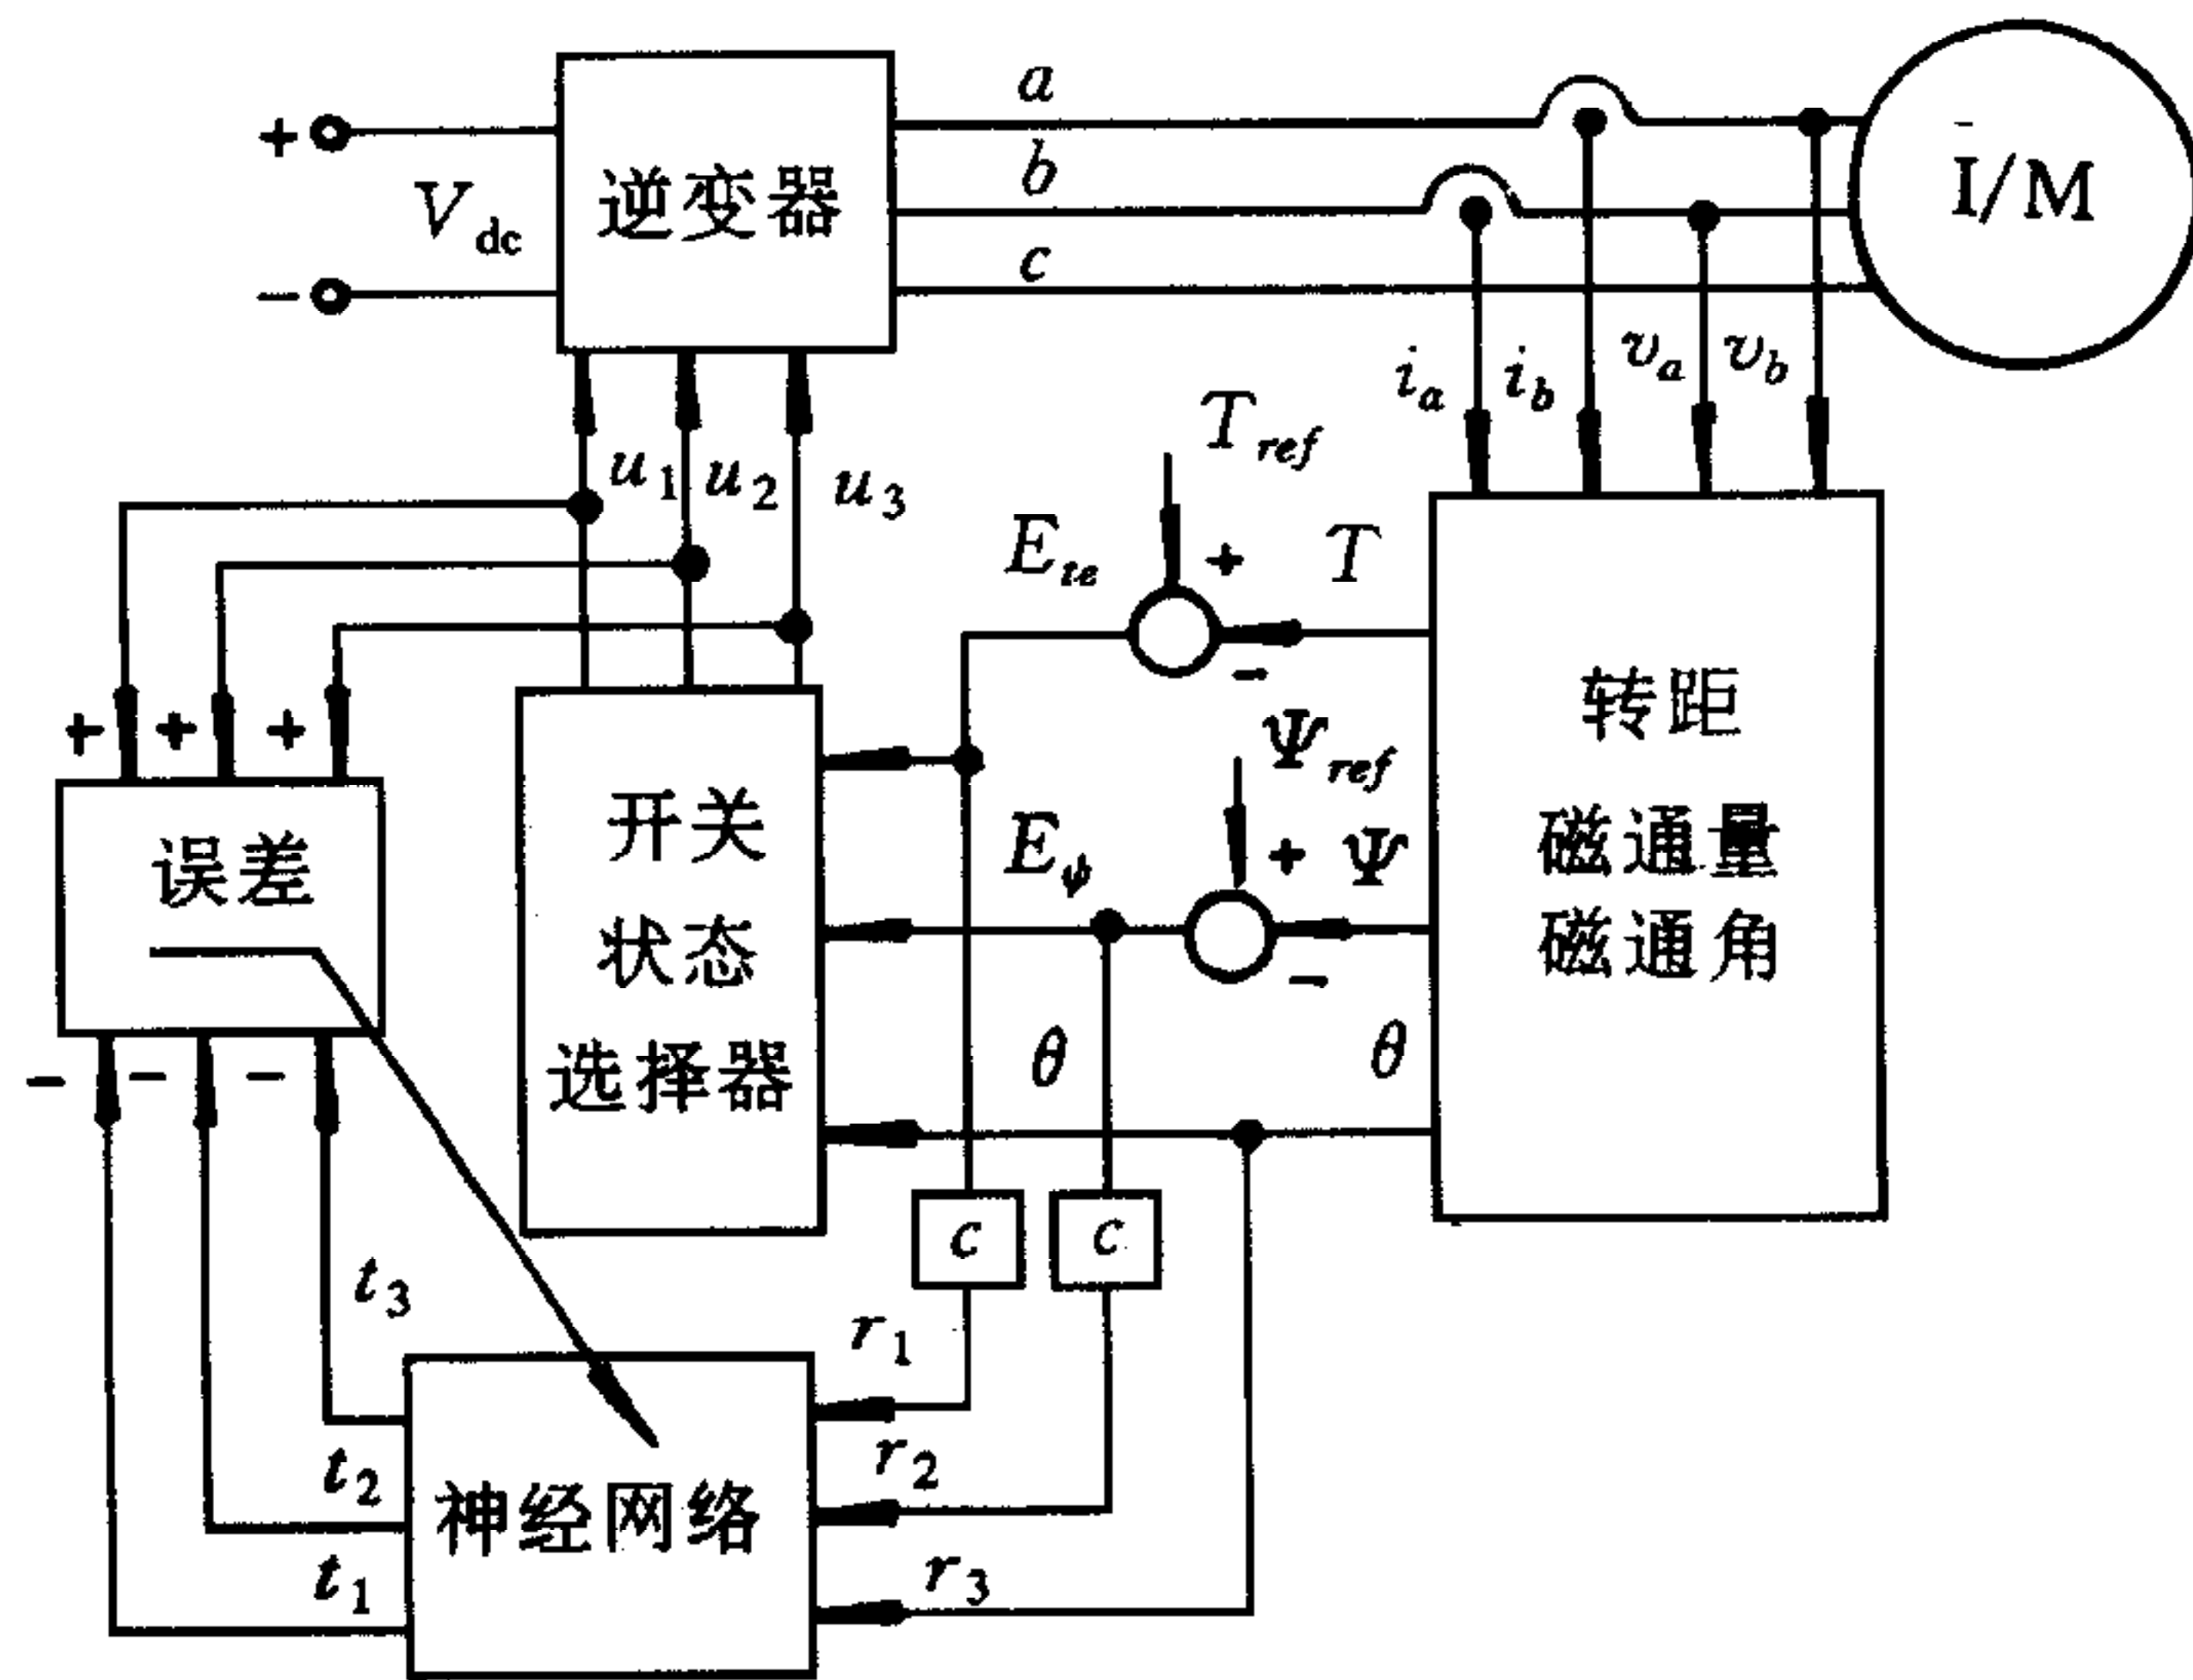 a
+
b
V_dc
逆变器
I/M
−
c
i_a
i_b
v_a
v_b
T_ref
u_1
u_2
u_3
E_te
+
T
−
转距
+
+
+
Ψ_ref
开关
磁通量
误差
E_ψ
+
Ψ
状态
磁通角
−
选择器
θ
θ
−
−
−
c
c
t_3
r_1
r_2
t_2
神经网络
t_1
r_3